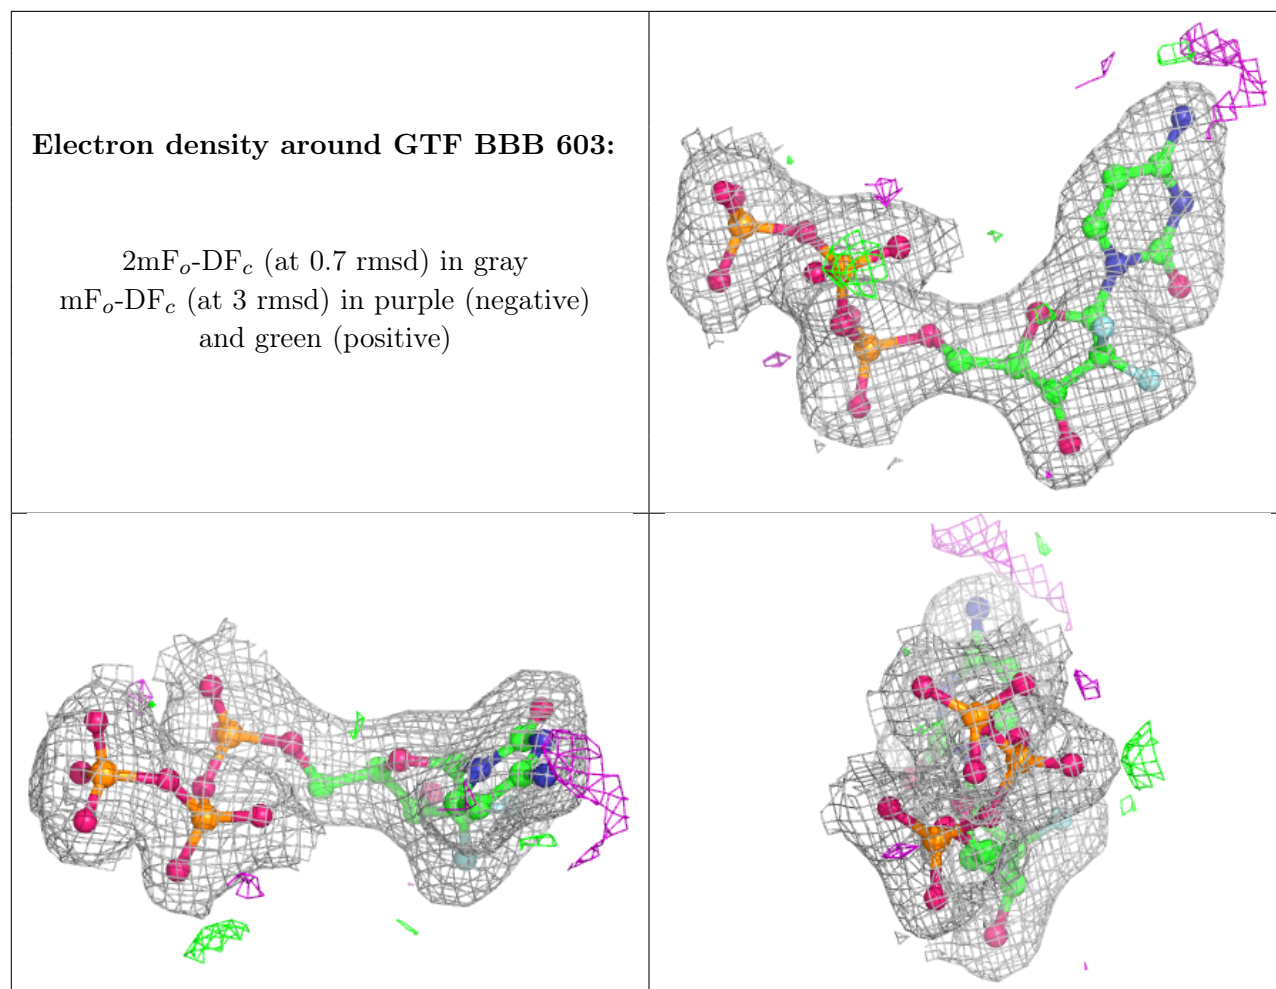 Electron density around GTF BBB 603:
2mFo-DFc (at 0.7 rmsd) in gray
mFo-DFc (at 3 rmsd) in purple (negative)
and green (positive)